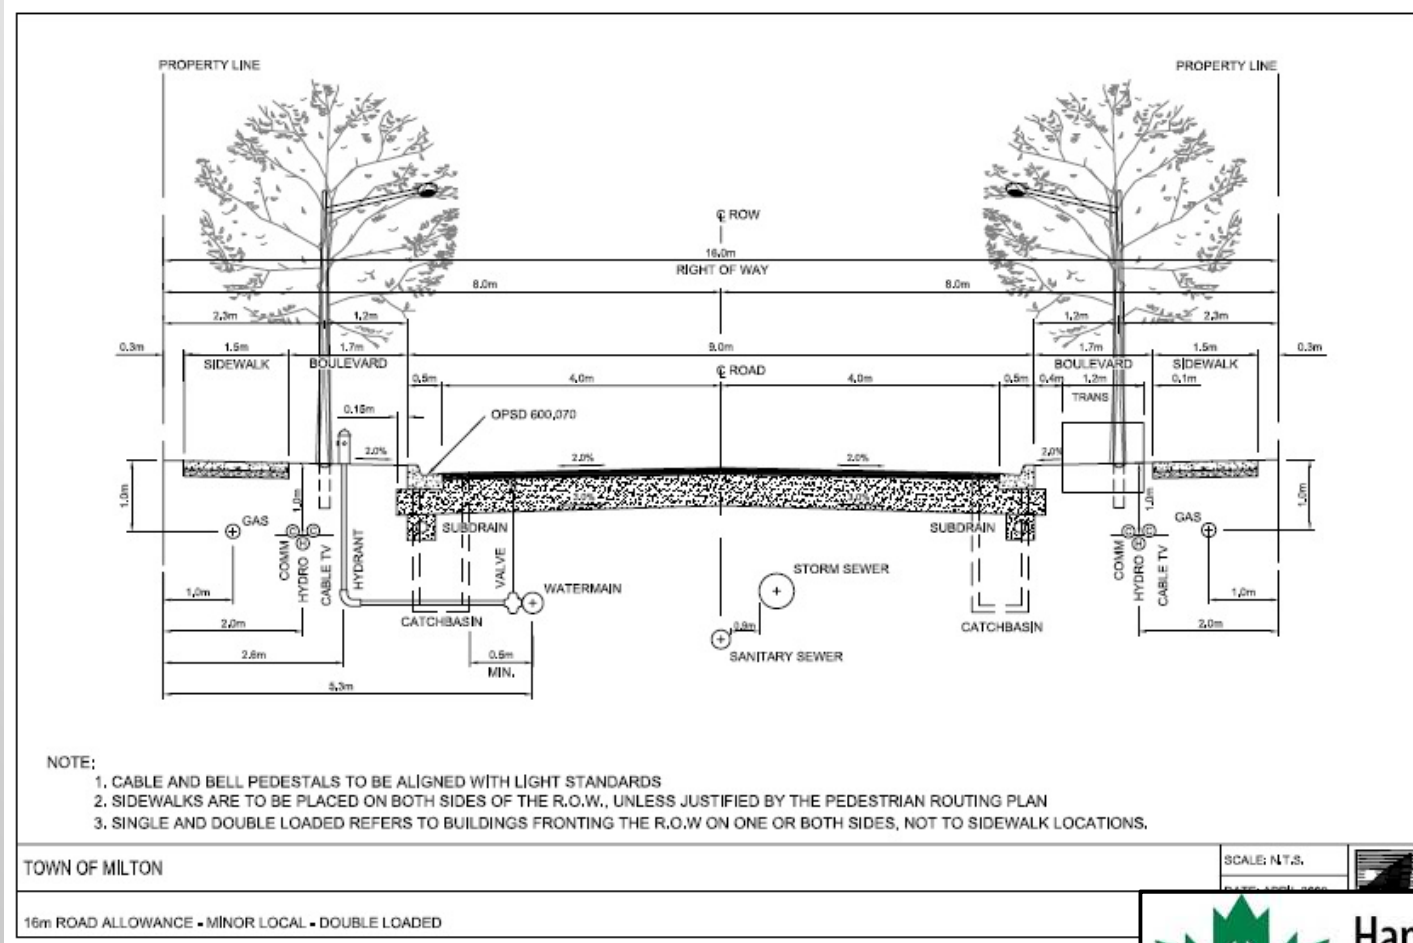 PROPERTY LINE PROPERTY LINE
℄ ROW
16.0m
RIGHT OF WAY
8.0m 8.0m
2.3m 1.2m 1.2m 2.3m
0.3m 1.5m 1.7m 9.0m 1.7m 1.5m 0.3m
SIDEWALK BOULEVARD BOULEVARD SIDEWALK
℄ ROAD
0.5m 4.0m 4.0m 0.5m 0.4m 1.2m 0.1m
TRANS
0.15m OPSD 600.070
2.0% 2.0% 2.0% 2.0%
1.0m 1.0m 1.0m 1.0m
GAS SUBDRAIN SUBDRAIN GAS
C C H C C H
COMM HYDRO CABLE TV HYDRANT VALVE COMM HYDRO CABLE TV
STORM SEWER
WATERMAIN
1.0m 1.0m
CATCHBASIN 0.9m CATCHBASIN
2.0m 2.0m
2.6m 0.5m SANITARY SEWER
MIN.
5.3m
NOTE:
1. CABLE AND BELL PEDESTALS TO BE ALIGNED WITH LIGHT STANDARDS
2. SIDEWALKS ARE TO BE PLACED ON BOTH SIDES OF THE R.O.W., UNLESS JUSTIFIED BY THE PEDESTRIAN ROUTING PLAN
3. SINGLE AND DOUBLE LOADED REFERS TO BUILDINGS FRONTING THE R.O.W ON ONE OR BOTH SIDES, NOT TO SIDEWALK LOCATIONS.
TOWN OF MILTON
SCALE: N.T.S.
16m ROAD ALLOWANCE - MINOR LOCAL - DOUBLE LOADED